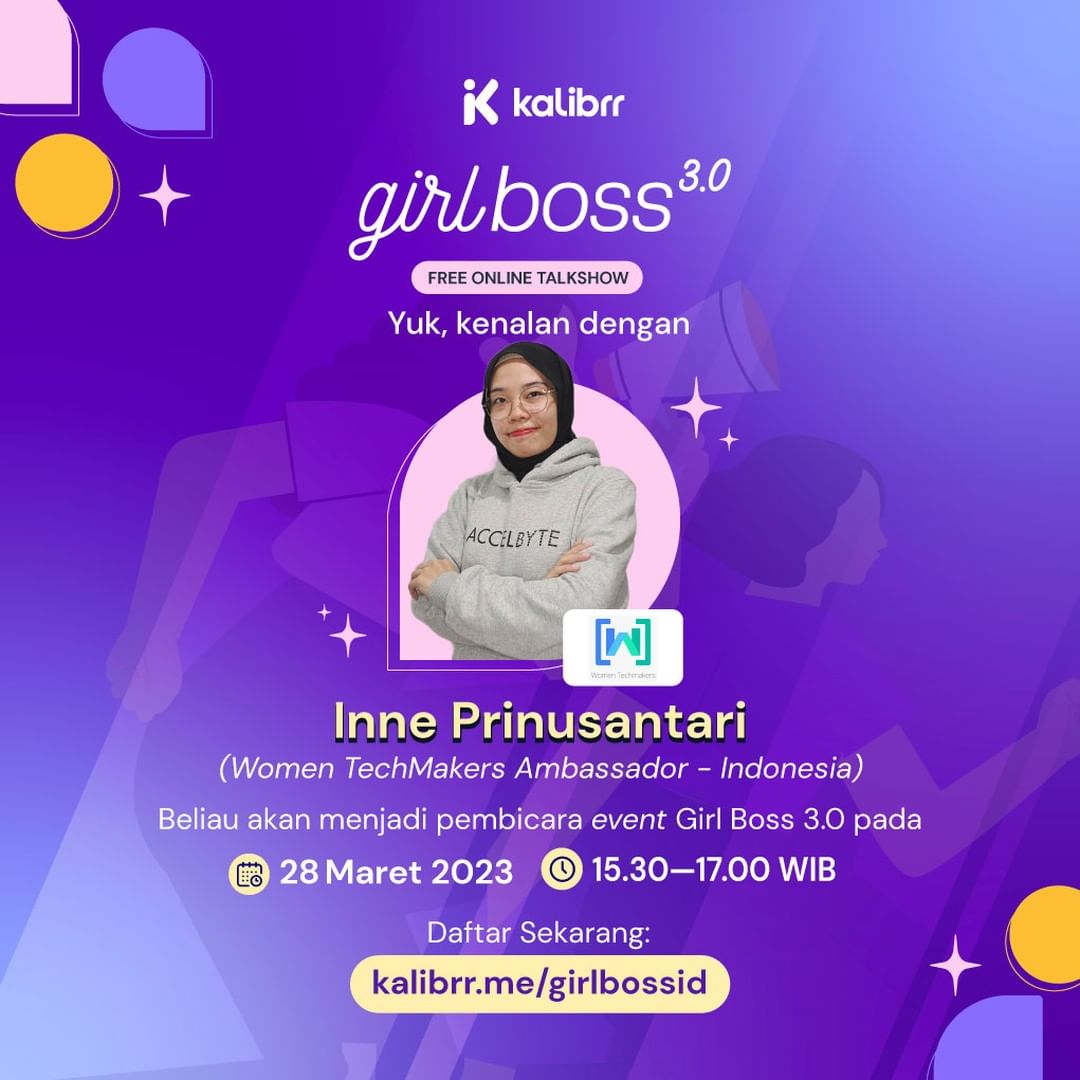 kalibrr
girlboss 3.0
FREE ONLINE TALKSHOW
Yuk, kenalan dengan
ACCELBYTE
[W]
Women Techmakers
Inne Prinusantari
(Women TechMakers Ambassador - Indonesia)
Beliau akan menjadi pembicara event Girl Boss 3.0 pada
28 Maret 2023 15.30—17.00 WIB
Daftar Sekarang:
kalibrr.me/girlbossid